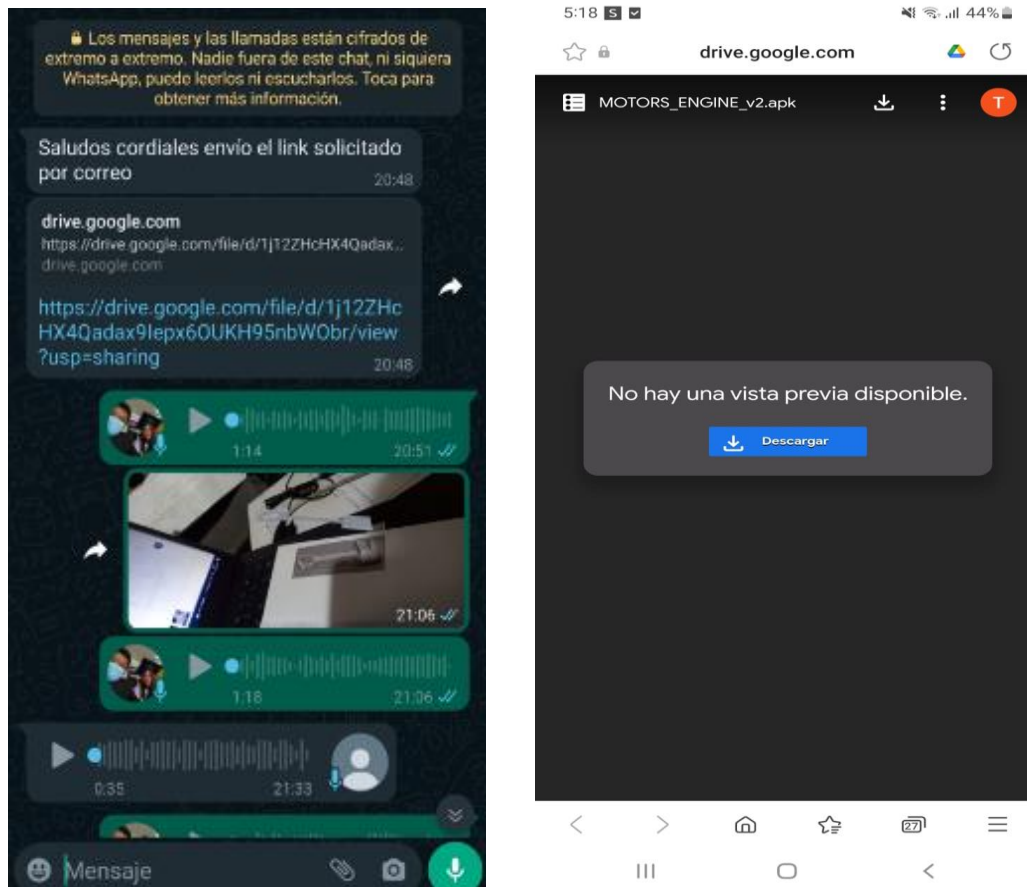 Los mensajes y las llamadas están cifrados de
extremo a extremo. Nadie fuera de este chat, ni siquiera
WhatsApp, puede leerlos ni escucharlos. Toca para
obtener más información.
Saludos cordiales envío el link solicitado
por correo
20:48
drive.google.com
https://drive.google.com/file/d/1j12ZHcHX4Qadax...
drive.google.com
https://drive.google.com/file/d/1j12ZHc
HX4Qadax9Iepx6OUKH95nbWObr/view
?usp=sharing
20:48
1:14
20:51
21:06
1:18
21:06
0:35
21:33
Mensaje
5:18 S
44%
drive.google.com
MOTORS_ENGINE_v2.apk
T
No hay una vista previa disponible.
Descargar
27